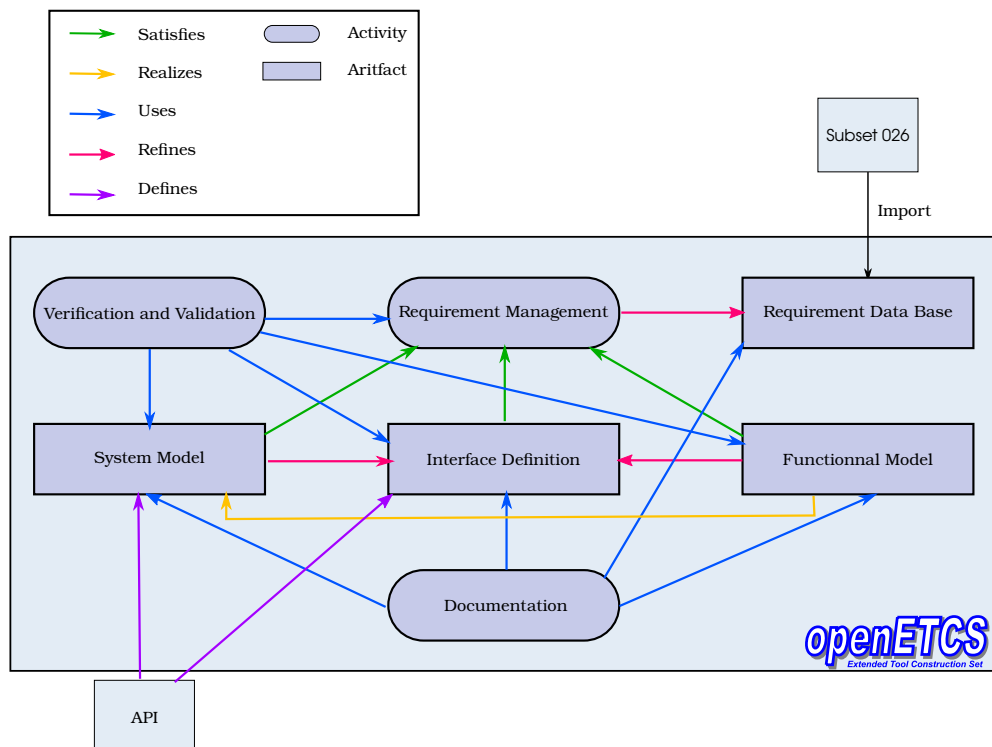 Satisfies
Activity
Realizes
Aritfact
Uses
Refines
Defines
Subset 026
Import
Verification and Validation
Requirement Management
Requirement Data Base
System Model
Interface Definition
Functionnal Model
Documentation
openETCS
Extended Tool Construction Set
API